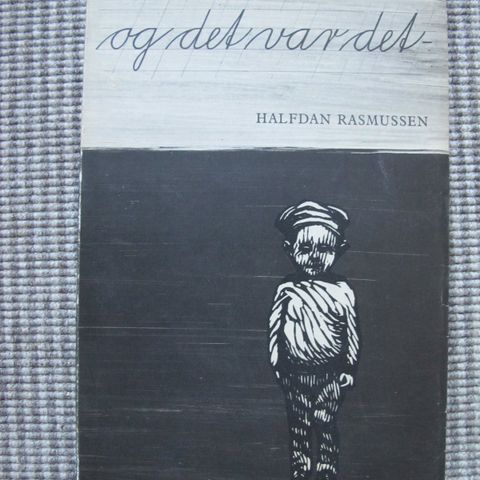 og det var det-
HALFDAN RASMUSSEN